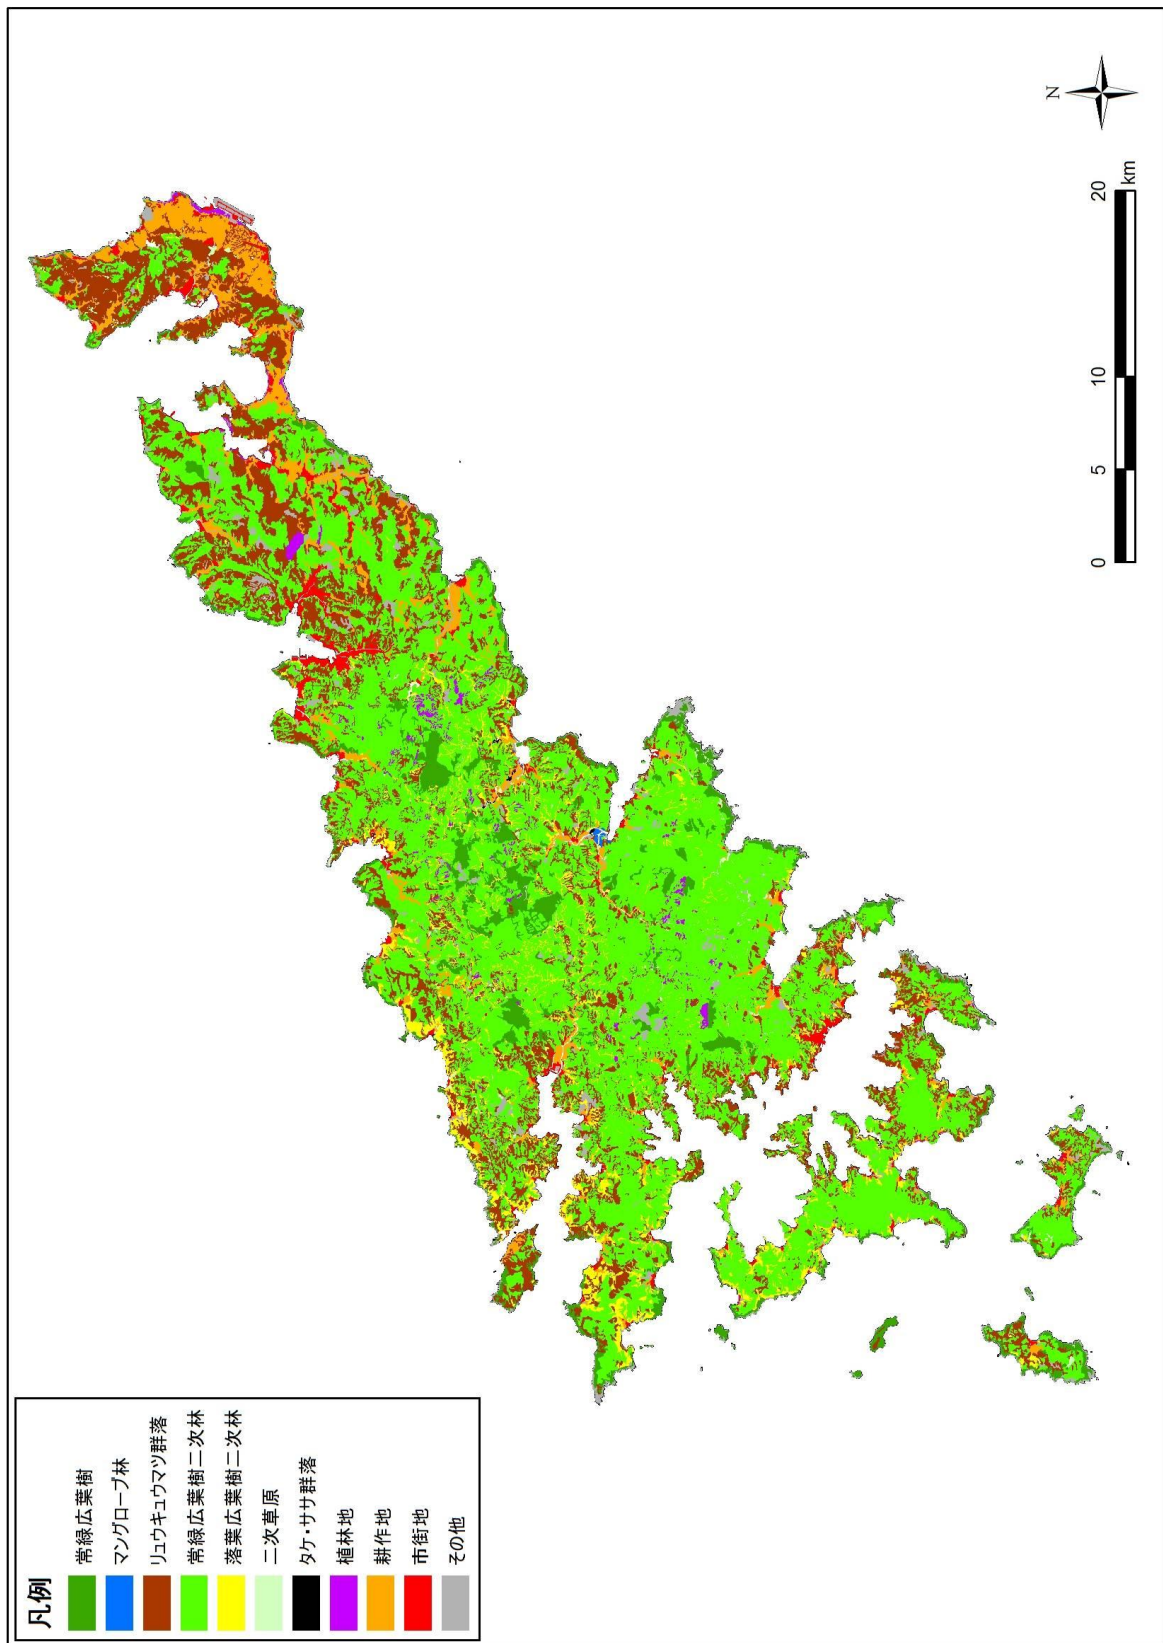 凡例
常緑広葉樹
マングローブ林
リュウキュウマツ群落
常緑広葉樹二次林
落葉広葉樹二次林
二次草原
タケ・ササ群落
植林地
耕作地
市街地
その他
N
0 5 10 20
km